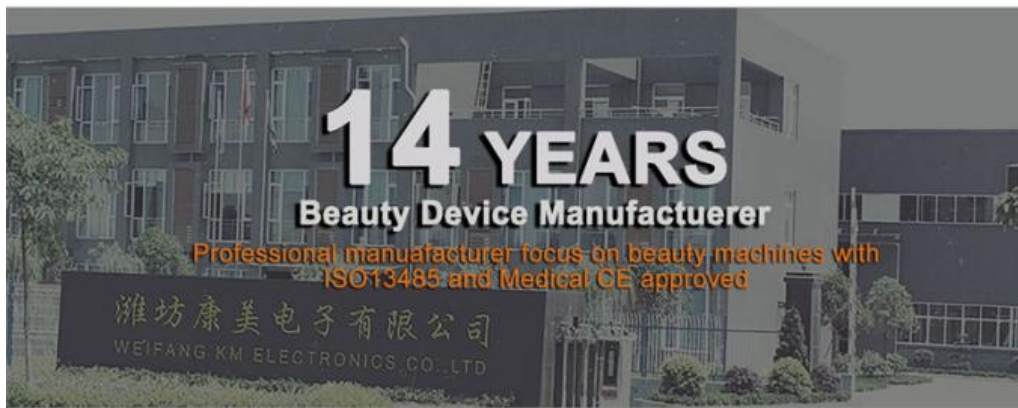 14 YEARS
Beauty Device Manufactuerer
Professional manuafacturer focus on beauty machines with
ISO13485 and Medical CE approved
潍坊康美电子有限公司
WEIFANG KM ELECTRONICS CO.,LTD